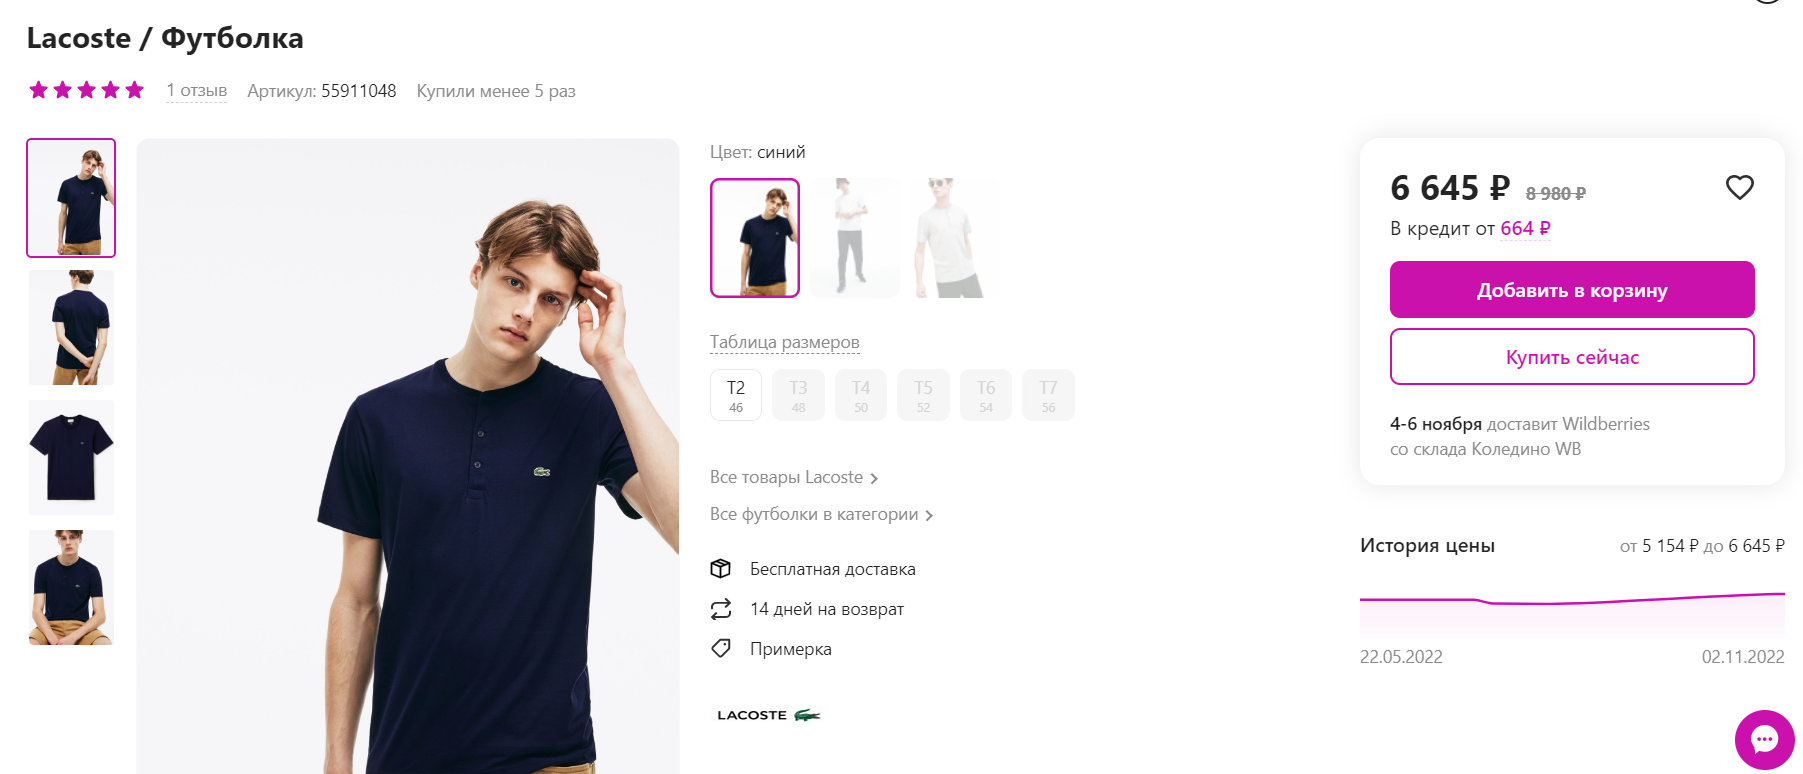 Lacoste / Футболка
1 отзыв Артикул: 55911048 Купили менее 5 раз
Цвет: синий
Таблица размеров
T2 T3 T4 T5 T6 T7
46 48 50 52 54 56
Все товары Lacoste
Все футболки в категории
Бесплатная доставка
14 дней на возврат
Примерка
LACOSTE
6 645 ₽ 8 980 ₽
В кредит от 664 ₽
Добавить в корзину
Купить сейчас
4-6 ноября доставит Wildberries
со склада Коледино WB
История цены от 5 154 ₽ до 6 645 ₽
22.05.2022 02.11.2022